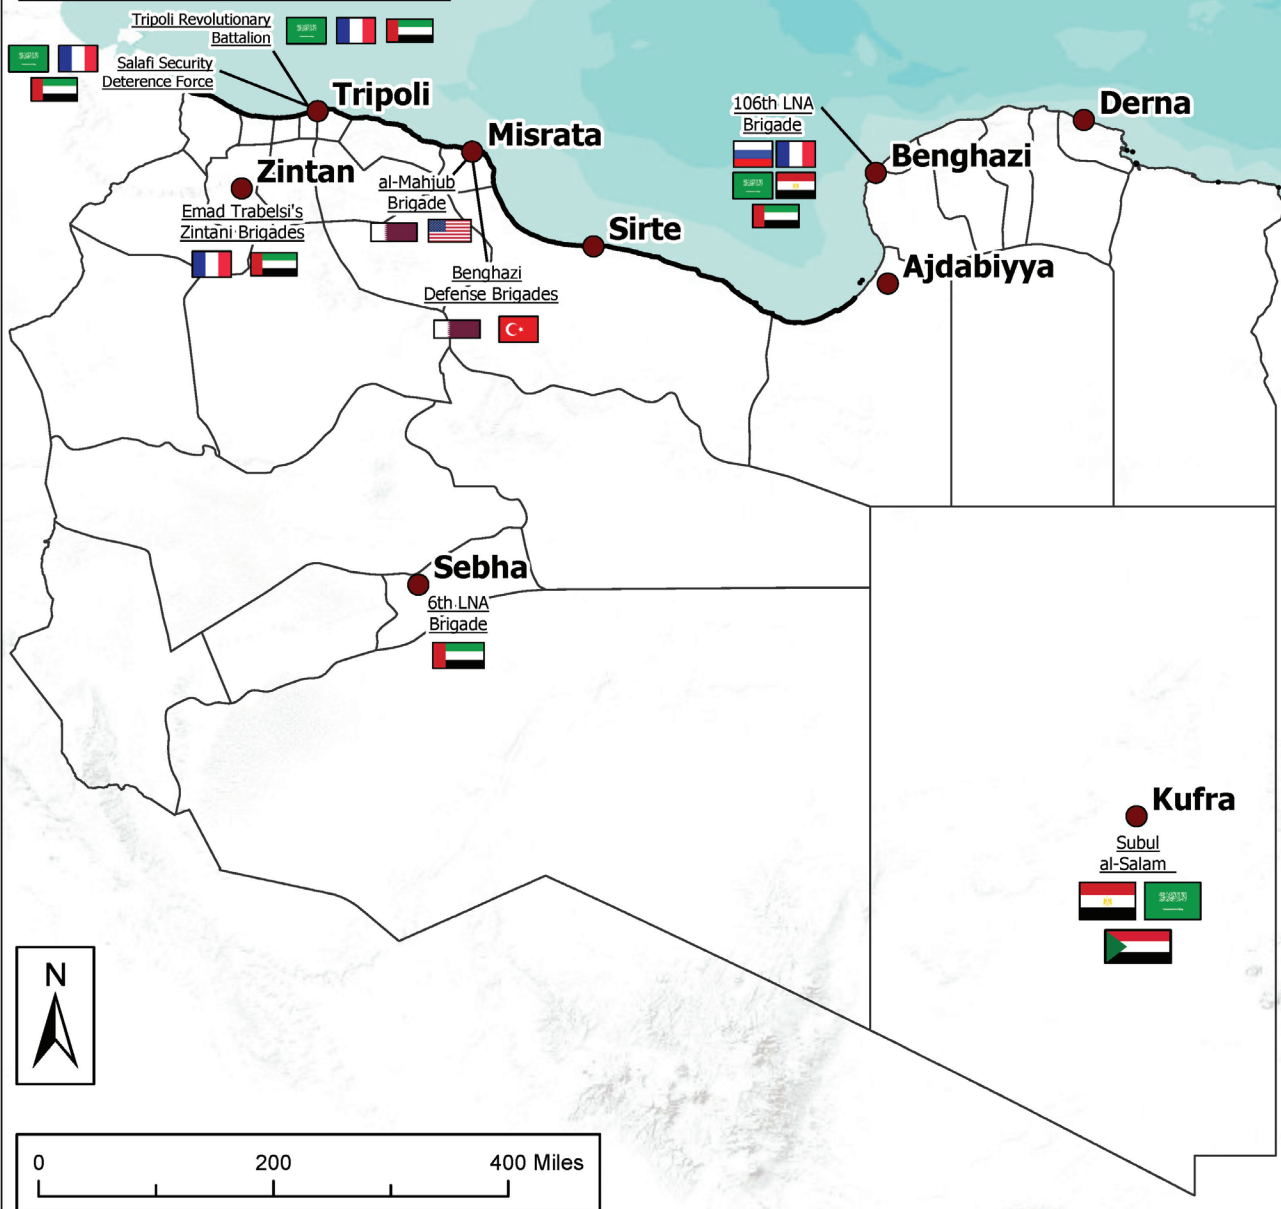 Tripoli Revolutionary
Battalion
Salafi Security
Deterence Force
Tripoli
Misrata
106th LNA
Brigade
Derna
Benghazi
Zintan
Emad Trabelsi's
Zintani Brigades
al-Mahjub
Brigade
Sirte
Benghazi
Defense Brigades
Ajdabiyya
Sebha
6th LNA
Brigade
Kufra
Subul
al-Salam
N
0 200 400 Miles